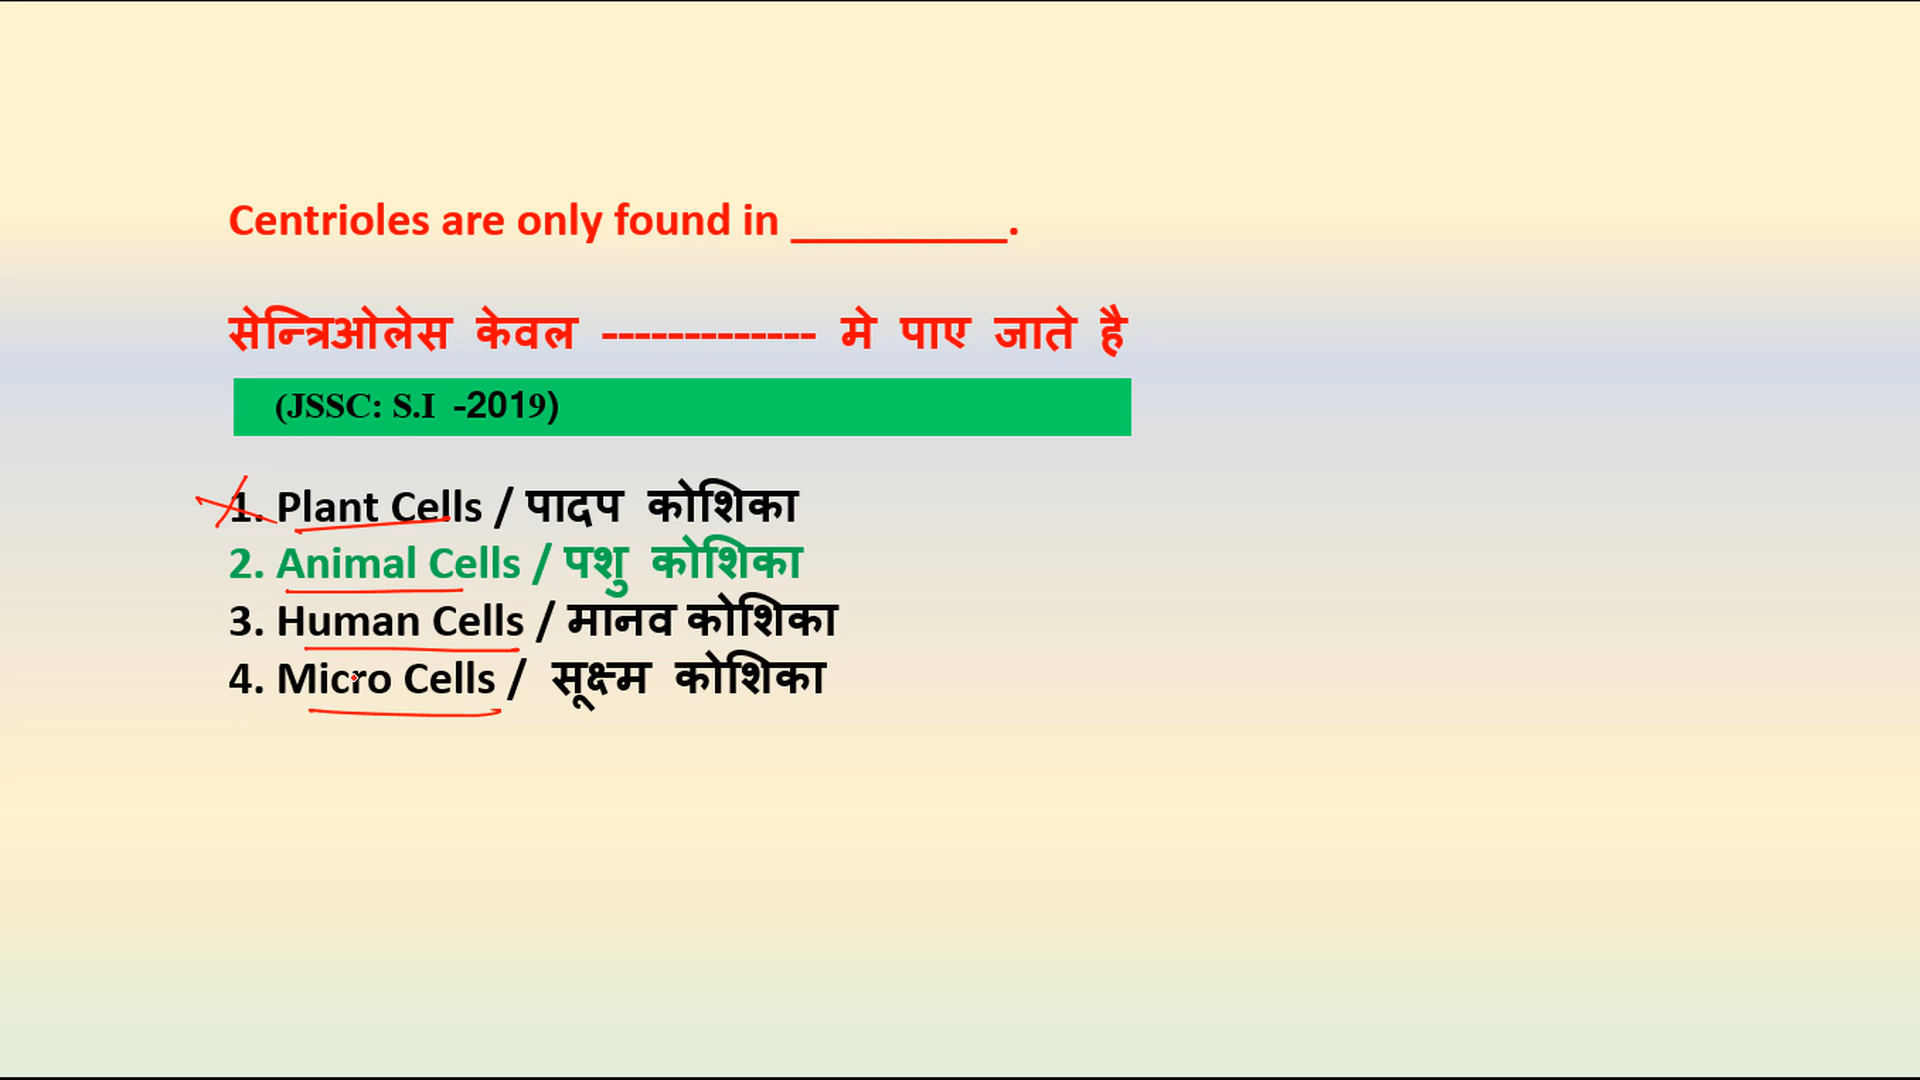 Centrioles are only found in _________.
सेन्त्रिओलेस केवल ------------- मे पाए जाते है
(JSSC: S.I -2019)
1. Plant Cells / पादप कोशिका
2. Animal Cells / पशु कोशिका
3. Human Cells / मानव कोशिका
4. Micro Cells / सूक्ष्म कोशिका